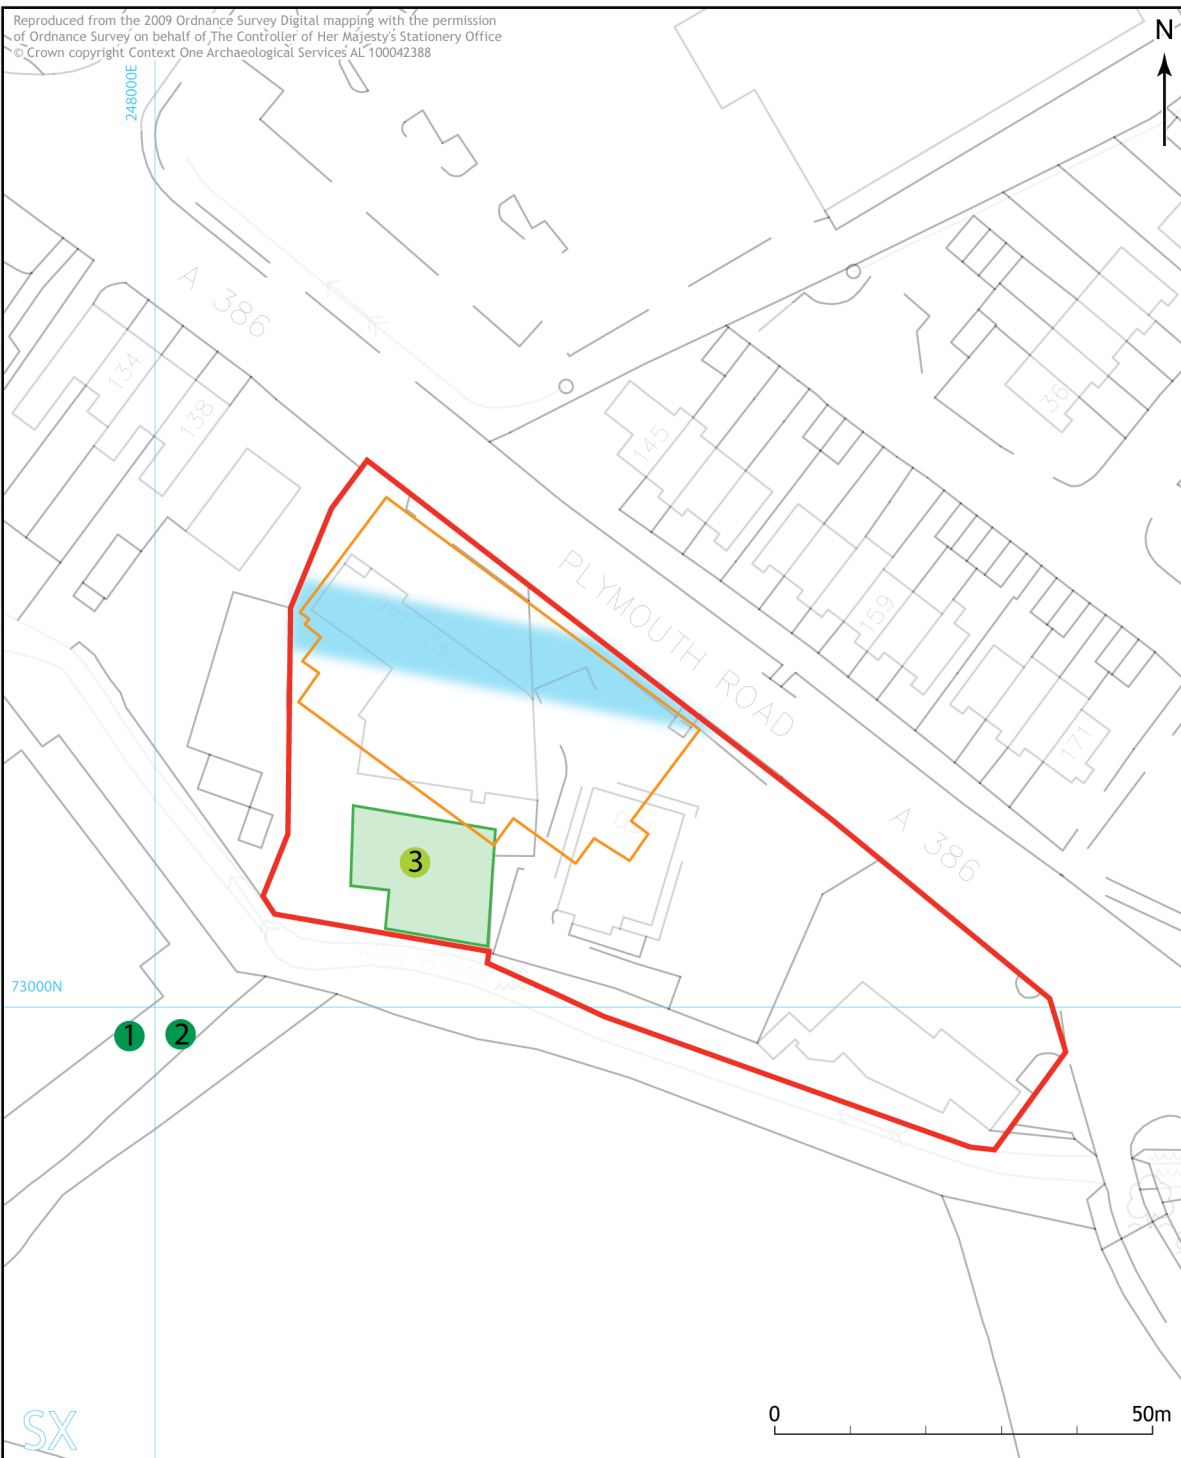 Reproduced from the 2009 Ordnance Survey Digital mapping with the permission
of Ordnance Survey on behalf of The Controller of Her Majesty's Stationery Office
© Crown copyright Context One Archaeological Services AL 100042388
N
248000E
A 386
134
138
145
36
PLYMOUTH ROAD
142-148
159
171
A 386
3
73000N
1
2
0
50m
SX